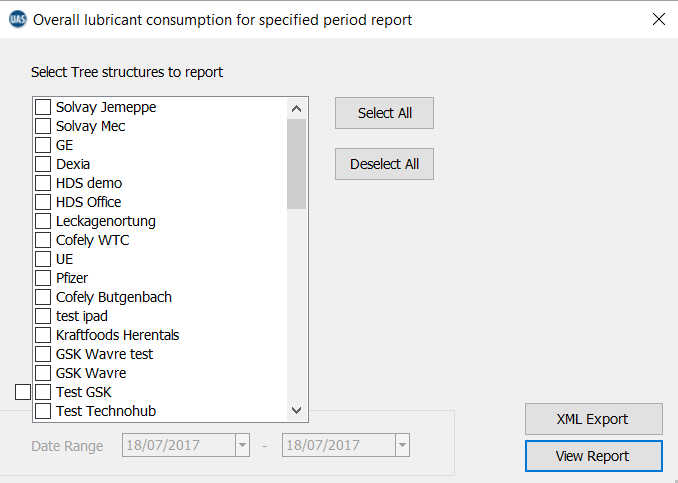 UAS Overall lubricant consumption for specified period report
Select Tree structures to report
Solvay Jemeppe
Solvay Mec
GE
Dexia
HDS demo
HDS Office
Leckagenortung
Cofely WTC
UE
Pfizer
Cofely Butgenbach
test ipad
Kraftfoods Herentals
GSK Wavre test
GSK Wavre
Test GSK
Test Technohub
Select All
Deselect All
Date Range 18/07/2017 - 18/07/2017
XML Export
View Report